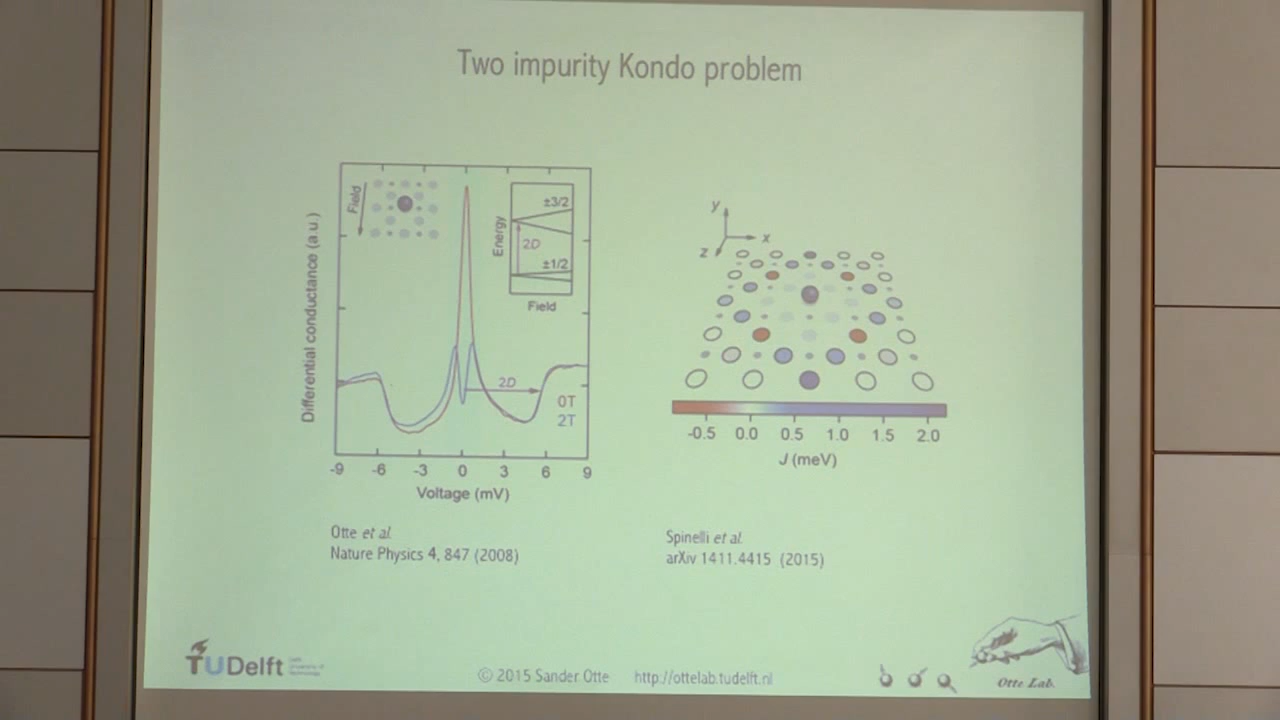 Two impurity Kondo problem
Differential conductance (a.u.)
Field
Energy
±3/2
2D
±1/2
Field
2D
0T
2T
-9 -6 -3 0 3 6 9
Voltage (mV)
y
x
z
-0.5 0.0 0.5 1.0 1.5 2.0
J (meV)
Otte et al.
Nature Physics 4, 847 (2008)
Spinelli et al.
arXiv 1411.4415 (2015)
TUDelft
© 2015 Sander Otte http://ottelab.tudelft.nl
Otte Lab.